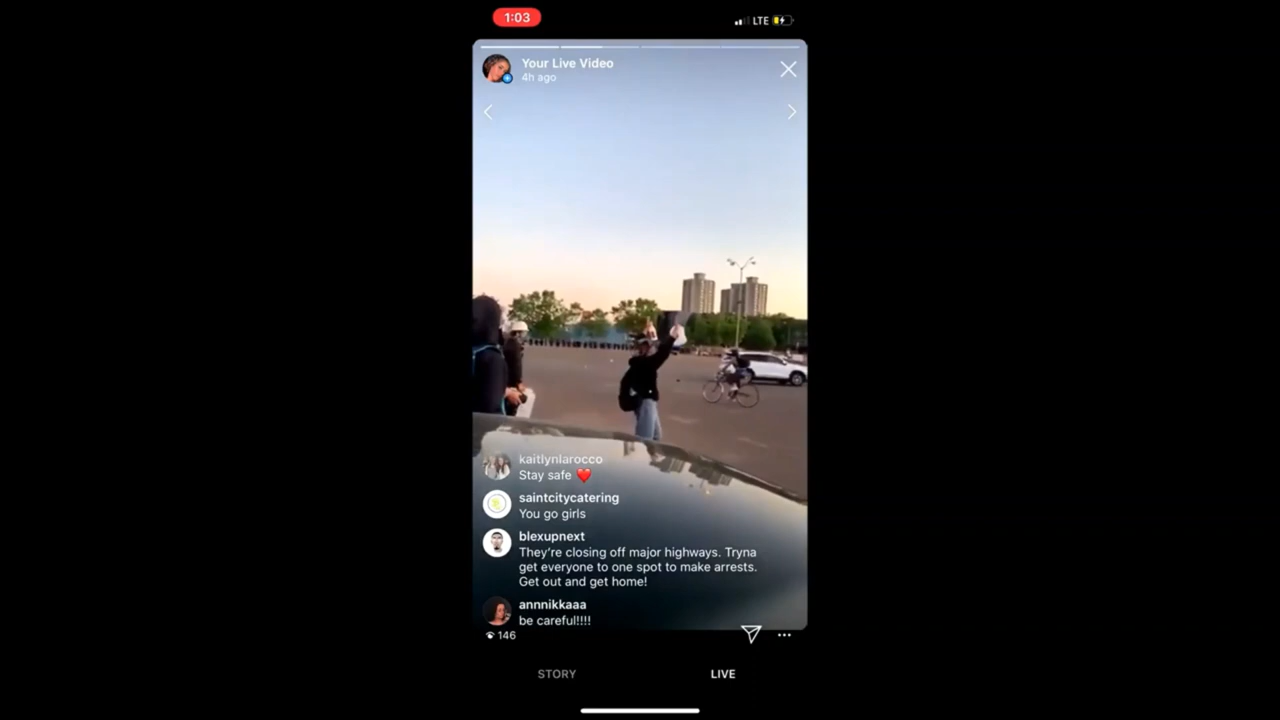 1:03
LTE
Your Live Video
4h ago
kaitlynlarocco
Stay safe ❤️
saintcitycatering
You go girls
blexupnext
They're closing off major highways. Tryna
get everyone to one spot to make arrests.
Get out and get home!
annnikkaaa
be careful!!!!
146
STORY
LIVE